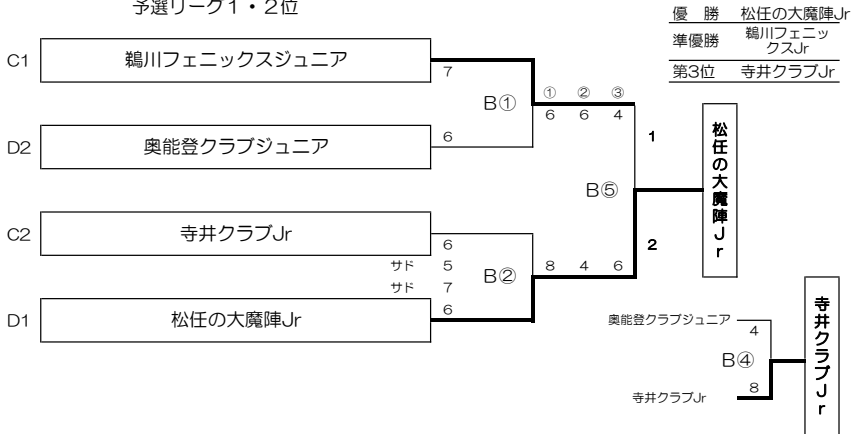 予選リーグ１・２位
優　勝　松任の大魔陣Jr
準優勝　鵜川フェニッ
クスJr
第3位　寺井クラブJr
C1　鵜川フェニックスジュニア
7
B①
①　②　③
6　6　4
D2　奥能登クラブジュニア
6
1
B⑤
松任の大魔陣Jr
C2　寺井クラブJr
6
サド　5
サド　7
B②
8　4　6
2
D1　松任の大魔陣Jr
6
奥能登クラブジュニア
4
B④
寺井クラブJr
8
寺井クラブJr